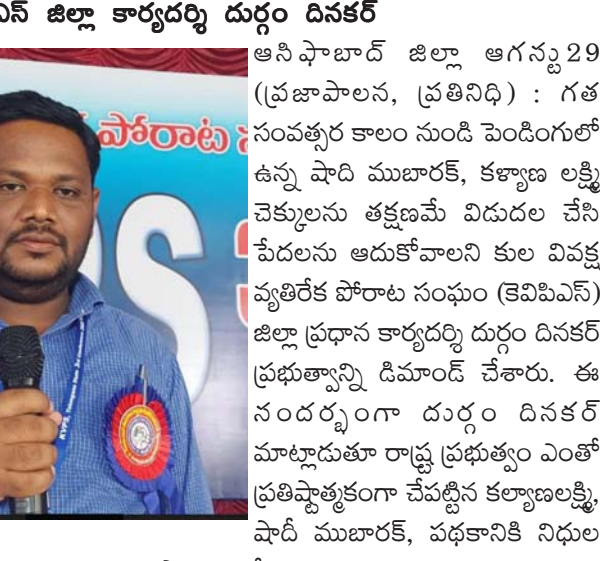 ఎస్ జిల్లా కార్యదర్శి దుర్గం దినకర్
ఆసిఫాబాద్ జిల్లా ఆగస్టు29
(ప్రజాపాలన, ప్రతినిధి) : గత
సంవత్సర కాలం నుండి పెండింగులో
ఉన్న షాది ముబారక్, కళ్యాణ లక్ష్మి
చెక్కులను తక్షణమే విడుదల చేసి
పేదలను ఆదుకోవాలని కుల వివక్ష
వ్యతిరేక పోరాట సంఘం (కెవిపిఎస్)
జిల్లా ప్రధాన కార్యదర్శి దుర్గం దినకర్
ప్రభుత్వాన్ని డిమాండ్ చేశారు. ఈ
సందర్భంగా దుర్గం దినకర్
మాట్లాడుతూ రాష్ట్ర ప్రభుత్వం ఎంతో
ప్రతిష్టాత్మకంగా చేపట్టిన కల్యాణలక్ష్మి,
షాదీ ముబారక్, పథకానికి నిధుల
పోరాట
PS
KVPS